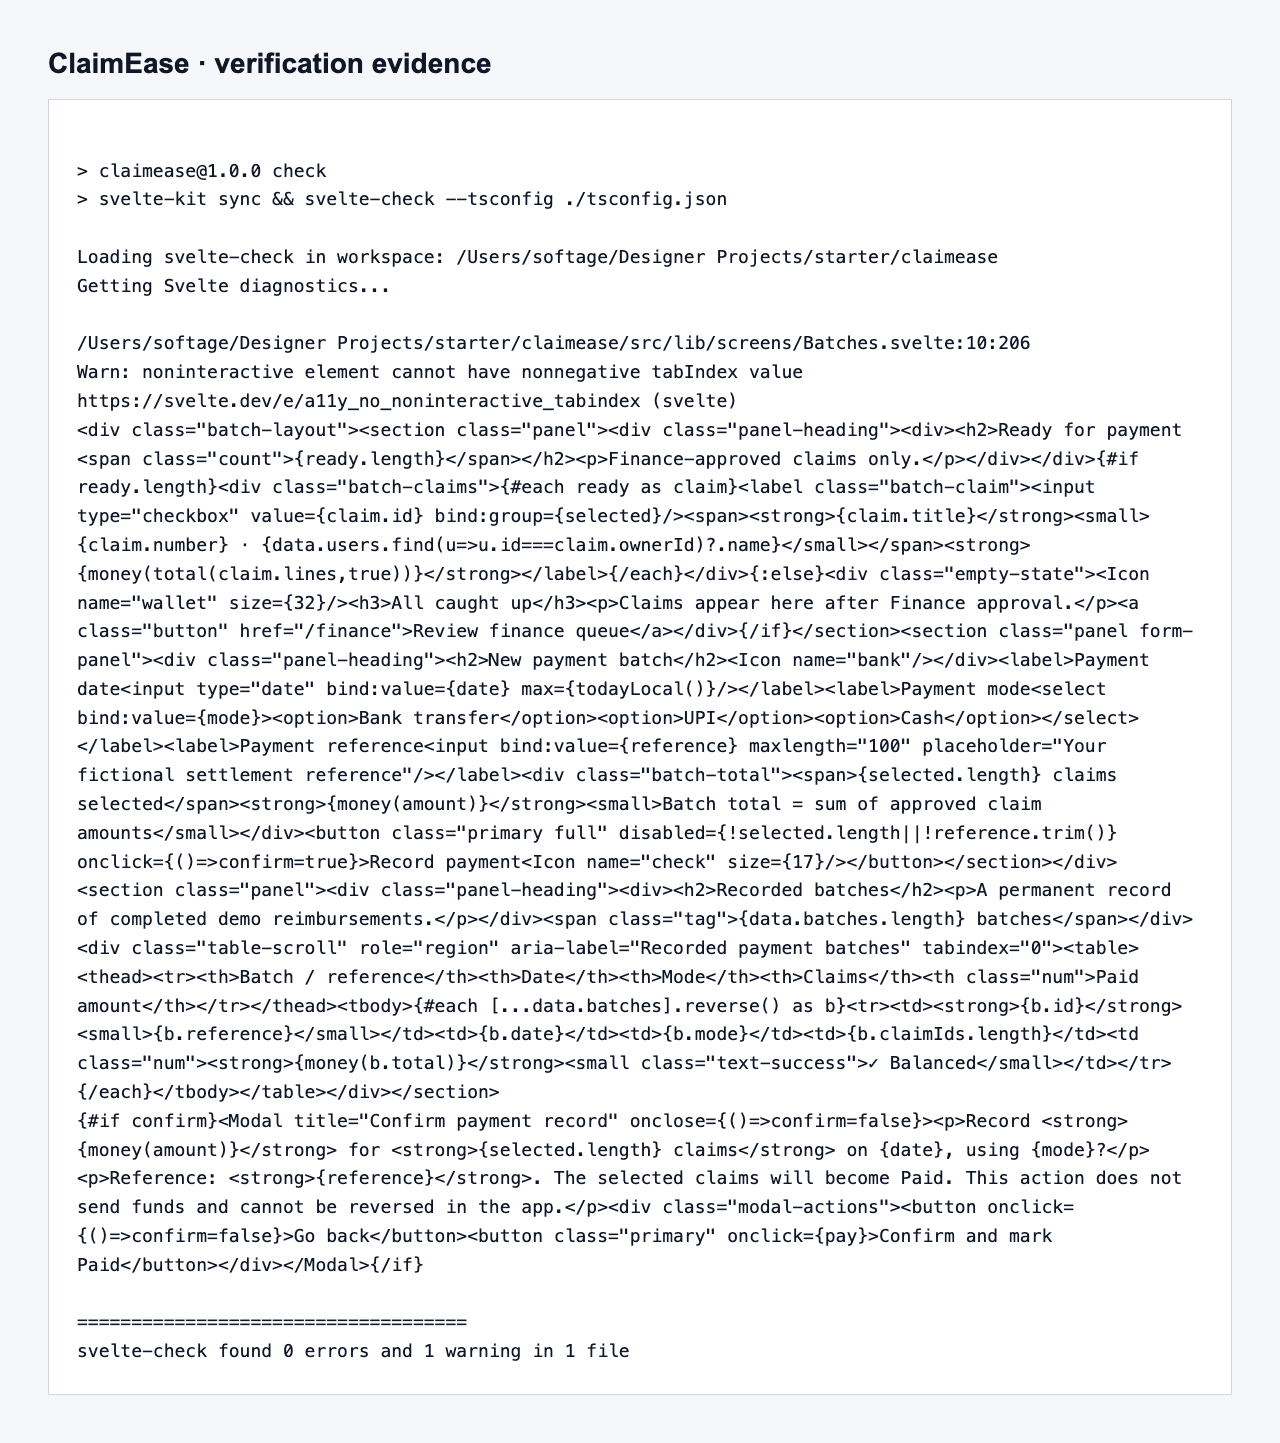 ClaimEase · verification evidence
> claimease@1.0.0 check
> svelte-kit sync && svelte-check --tsconfig ./tsconfig.json
Loading svelte-check in workspace: /Users/softage/Designer Projects/starter/claimease
Getting Svelte diagnostics...
/Users/softage/Designer Projects/starter/claimease/src/lib/screens/Batches.svelte:10:206
Warn: noninteractive element cannot have nonnegative tabIndex value
https://svelte.dev/e/a11y_no_noninteractive_tabindex (svelte)
<div class="batch-layout"><section class="panel"><div class="panel-heading"><div><h2>Ready for payment
<span class="count">{ready.length}</span></h2><p>Finance-approved claims only.</p></div></div>{#if
ready.length}<div class="batch-claims">{#each ready as claim}<label class="batch-claim"><input
type="checkbox" value={claim.id} bind:group={selected}/><span><strong>{claim.title}</strong><small>
{claim.number} · {data.users.find(u=>u.id===claim.ownerId)?.name}</small></span><strong>
{money(total(claim.lines,true))}</strong></label>{/each}</div>{:else}<div class="empty-state"><Icon
name="wallet" size={32}/><h3>All caught up</h3><p>Claims appear here after Finance approval.</p><a
class="button" href="/finance">Review finance queue</a></div>{/if}</section><section class="panel form-
panel"><div class="panel-heading"><h2>New payment batch</h2><Icon name="bank"/></div><label>Payment
date<input type="date" bind:value={date} max={todayLocal()}/></label><label>Payment mode<select
bind:value={mode}><option>Bank transfer</option><option>UPI</option><option>Cash</option></select>
</label><label>Payment reference<input bind:value={reference} maxlength="100" placeholder="Your
fictional settlement reference"/></label><div class="batch-total"><span>{selected.length} claims
selected</span><strong>{money(amount)}</strong><small>Batch total = sum of approved claim
amounts</small></div><button class="primary full" disabled={!selected.length||!reference.trim()}
onclick={()=>confirm=true}>Record payment<Icon name="check" size={17}/></button></section></div>
<section class="panel"><div class="panel-heading"><div><h2>Recorded batches</h2><p>A permanent record
of completed demo reimbursements.</p></div><span class="tag">{data.batches.length} batches</span></div>
<div class="table-scroll" role="region" aria-label="Recorded payment batches" tabindex="0"><table>
<thead><tr><th>Batch / reference</th><th>Date</th><th>Mode</th><th>Claims</th><th class="num">Paid
amount</th></tr></thead><tbody>{#each [...data.batches].reverse() as b}<tr><td><strong>{b.id}</strong>
<small>{b.reference}</small></td><td>{b.date}</td><td>{b.mode}</td><td>{b.claimIds.length}</td><td
class="num"><strong>{money(b.total)}</strong><small class="text-success">✓ Balanced</small></td></tr>
{/each}</tbody></table></div></section>
{#if confirm}<Modal title="Confirm payment record" onclose={()=>confirm=false}><p>Record <strong>
{money(amount)}</strong> for <strong>{selected.length} claims</strong> on {date}, using {mode}?</p>
<p>Reference: <strong>{reference}</strong>. The selected claims will become Paid. This action does not
send funds and cannot be reversed in the app.</p><div class="modal-actions"><button onclick=
{()=>confirm=false}>Go back</button><button class="primary" onclick={pay}>Confirm and mark
Paid</button></div></Modal>{/if}
====================================
svelte-check found 0 errors and 1 warning in 1 file